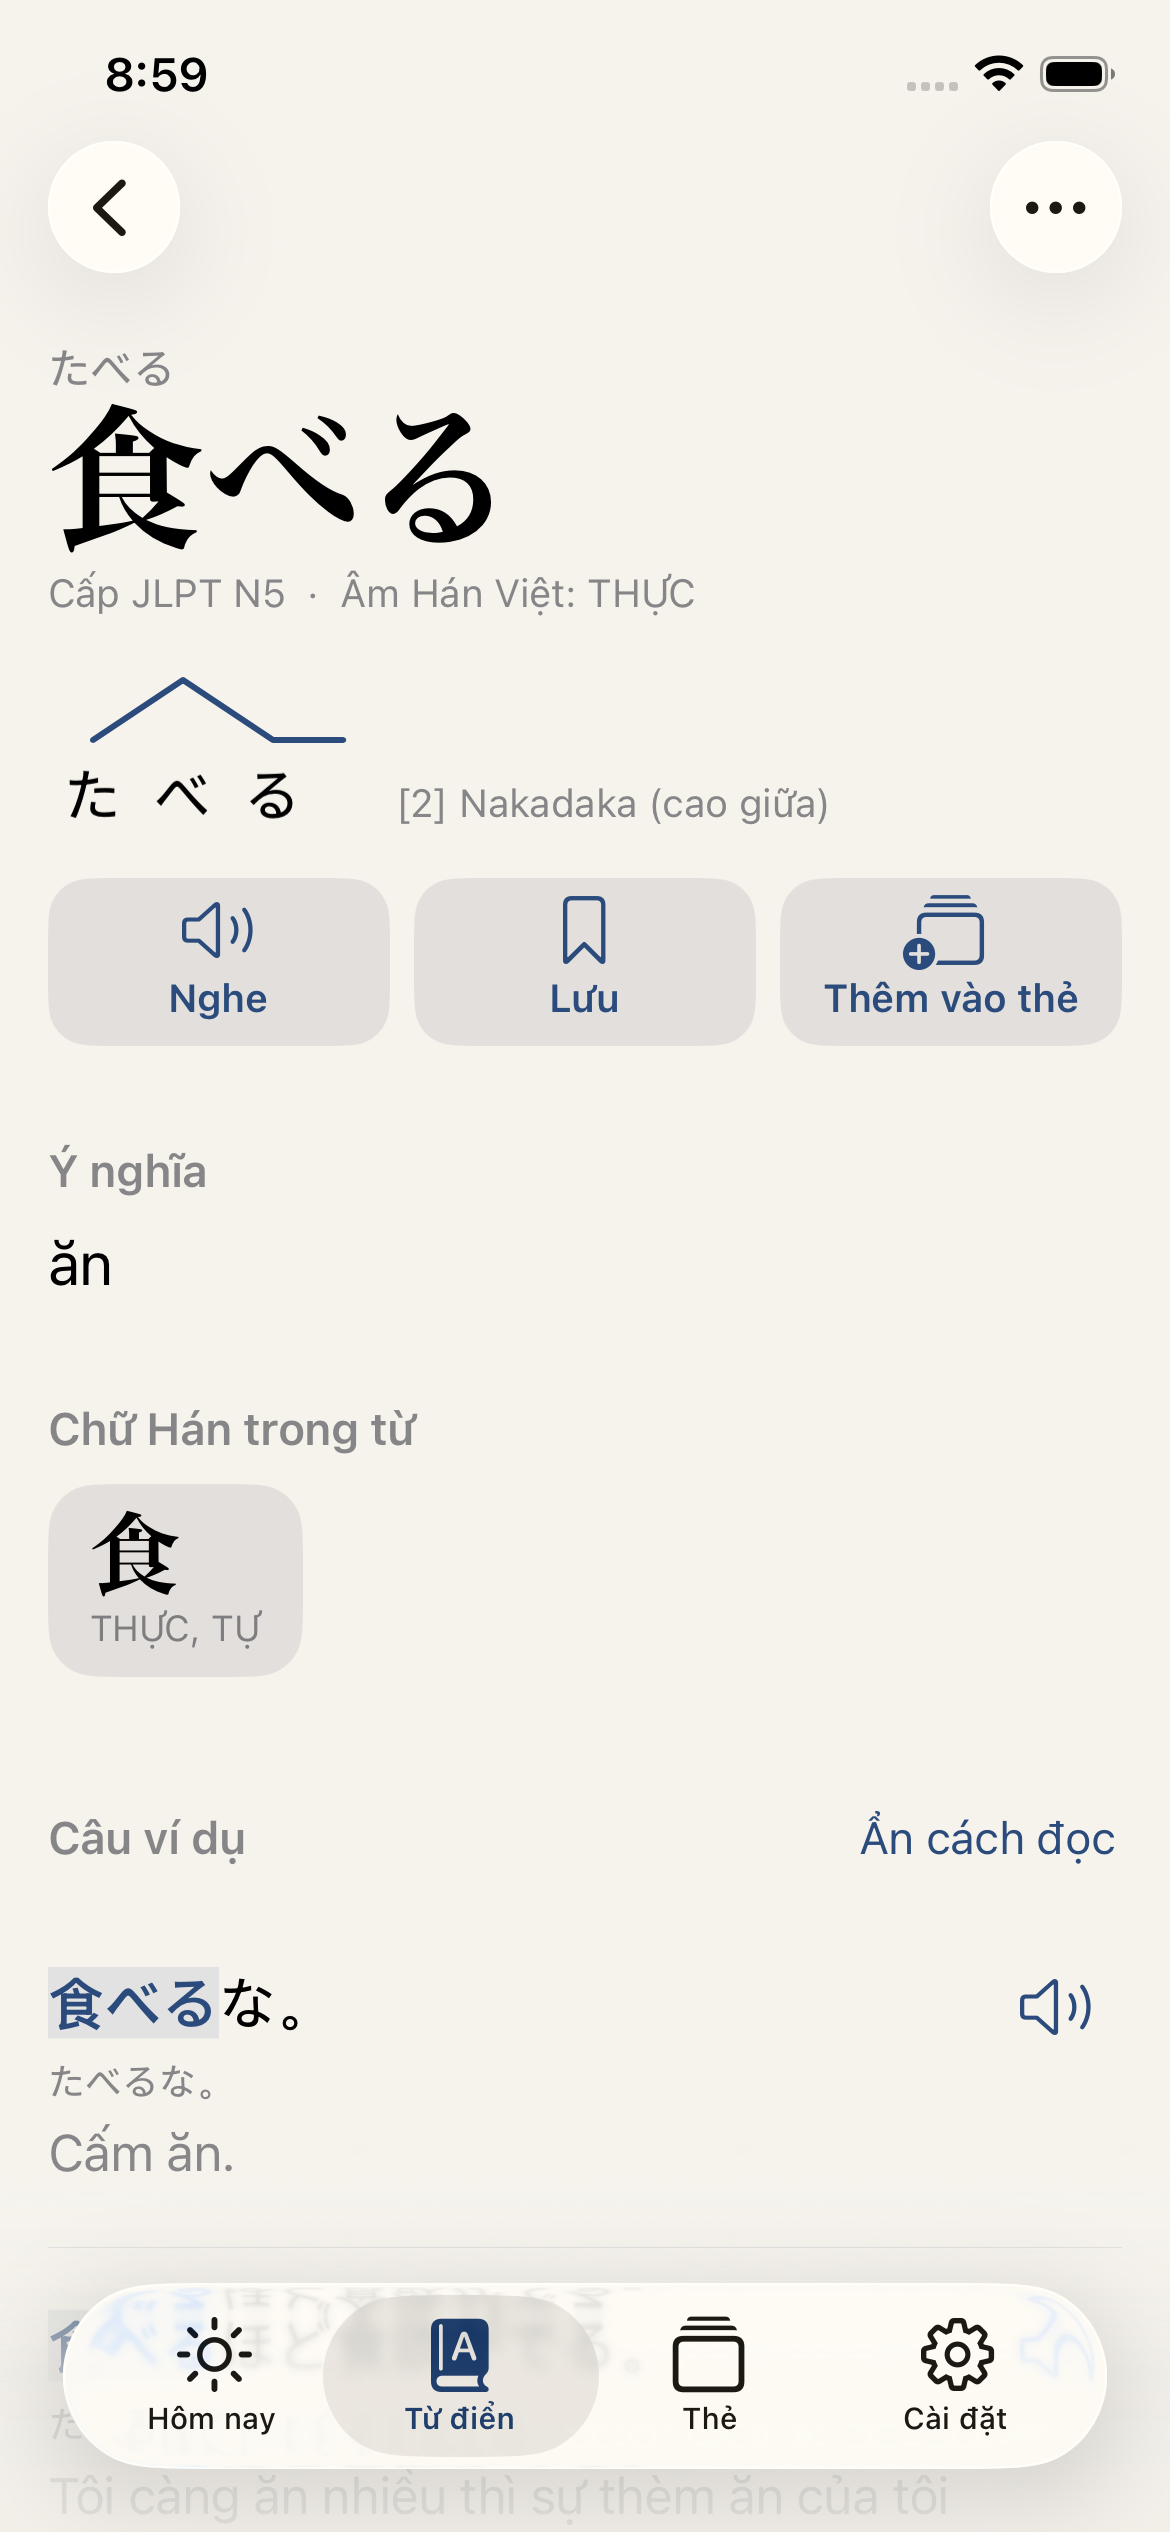 8:59
たべる
食べる
Cấp JLPT N5 · Âm Hán Việt: THỰC
たべる
[2] Nakadaka (cao giữa)
Nghe
Lưu
Thêm vào thẻ
Ý nghĩa
ăn
Chữ Hán trong từ
食
THỰC, TỰ
Câu ví dụ
Ẩn cách đọc
食べるな。
たべるな。
Cấm ăn.
Hôm nay
Từ điển
Thẻ
Cài đặt
Tôi càng ăn nhiều thì sự thèm ăn của tôi